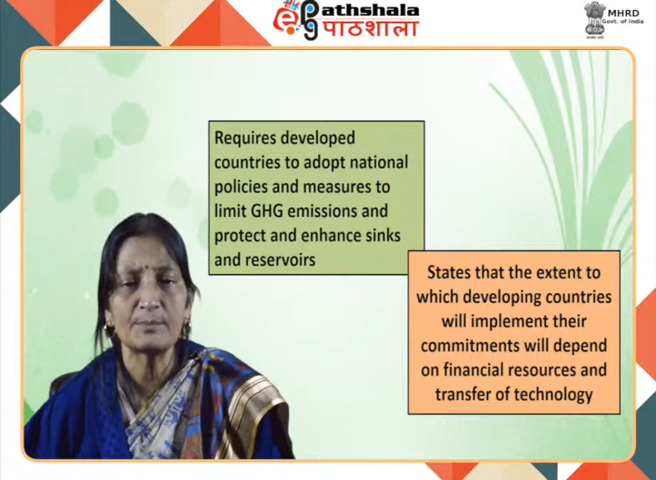 Pathshala
पाठशाला
MHRD
Govt. of India
Requires developed
countries to adopt national
policies and measures to
limit GHG emissions and
protect and enhance sinks
and reservoirs
States that the extent to
which developing countries
will implement their
commitments will depend
on financial resources and
transfer of technology